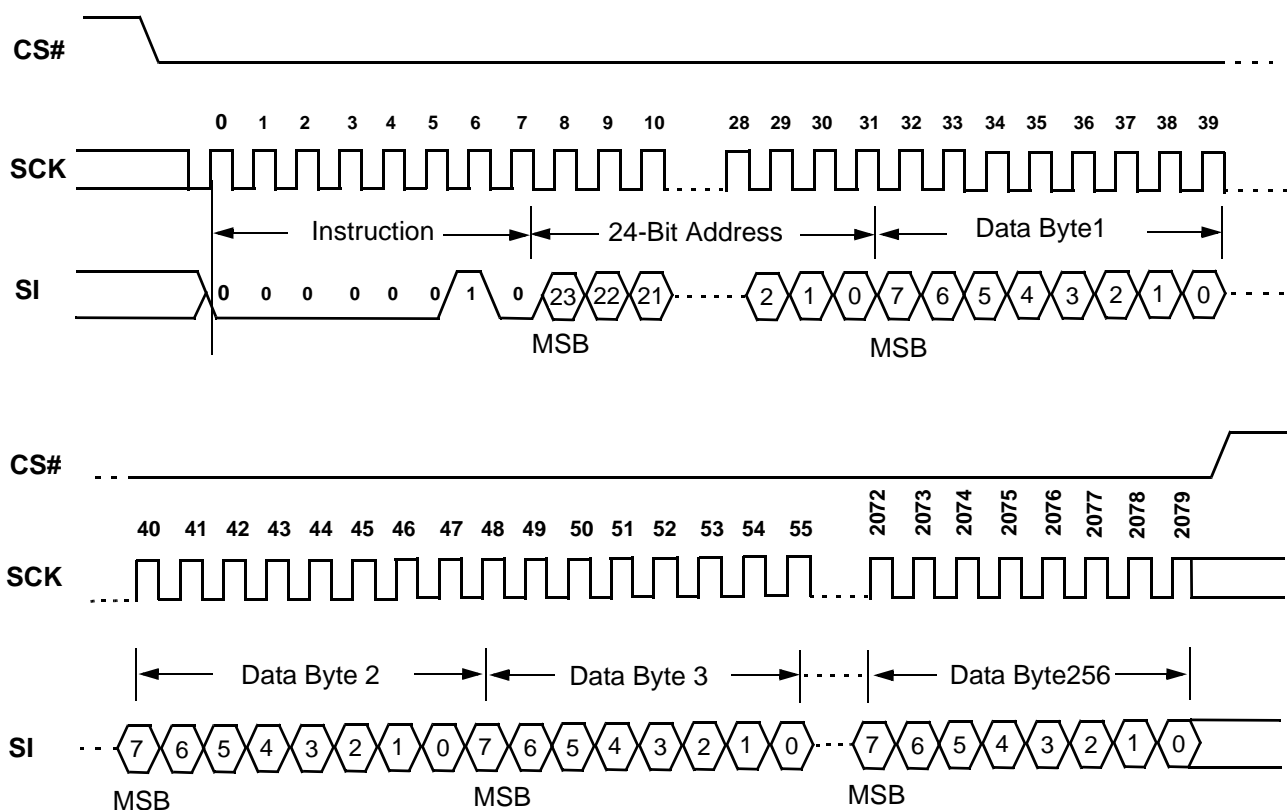 CS#
0 1 2 3 4 5 6 7 8 9 10 28 29 30 31 32 33 34 35 36 37 38 39
SCK
Instruction 24-Bit Address Data Byte1
SI 0 0 0 0 0 0 1 0 23 22 21 2 1 0 7 6 5 4 3 2 1 0
MSB MSB
CS#
40 41 42 43 44 45 46 47 48 49 50 51 52 53 54 55 2072 2073 2074 2075 2076 2077 2078 2079
SCK
Data Byte 2 Data Byte 3 Data Byte256
SI 7 6 5 4 3 2 1 0 7 6 5 4 3 2 1 0 7 6 5 4 3 2 1 0
MSB MSB MSB